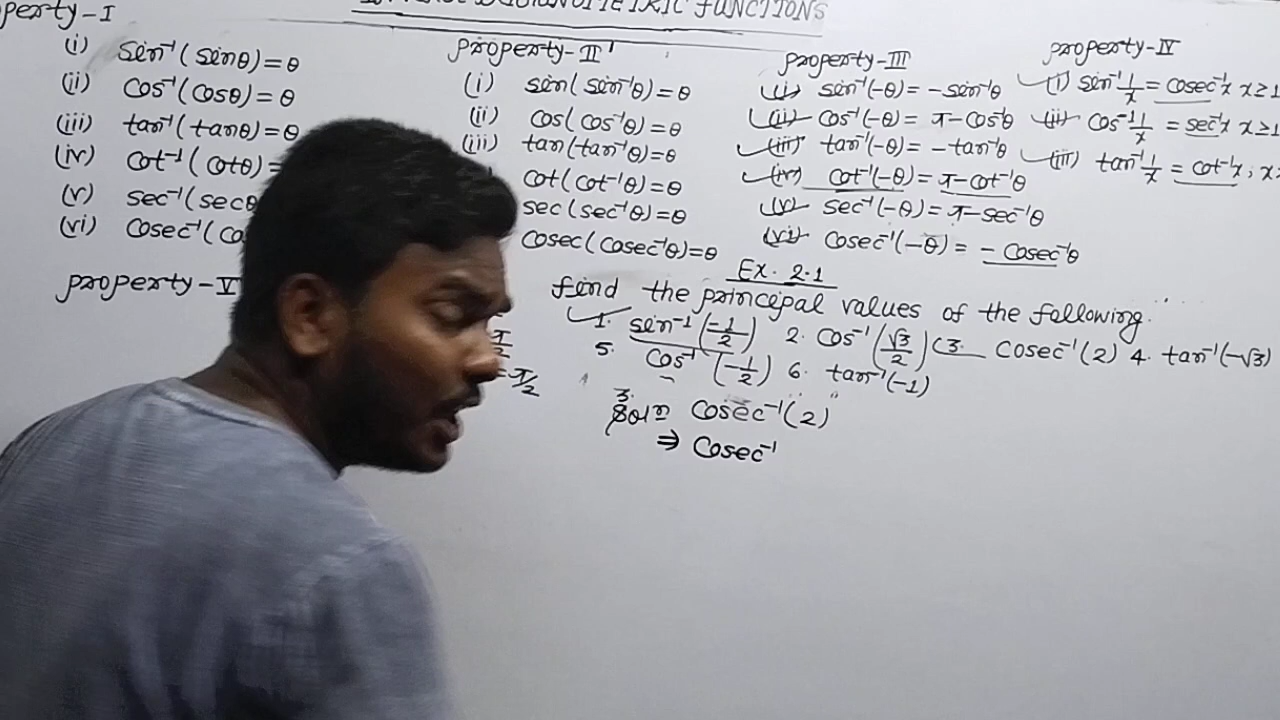 FUNCTIONS
Property-II
(i) sin⁻¹(sinθ)=θ
(ii) cos⁻¹(cosθ)=θ
(iii) tan⁻¹(tanθ)=θ
(iv) cot⁻¹(cotθ)=
(v) sec⁻¹(secθ
(vi) cosec⁻¹(co
(i) sin(sin⁻¹θ)=θ
(ii) cos(cos⁻¹θ)=θ
(iii) tan(tan⁻¹θ)=θ
cot(cot⁻¹θ)=θ
sec(sec⁻¹θ)=θ
cosec(cosec⁻¹θ)=θ
property-III
(i) sin⁻¹(-θ)= -sin⁻¹θ
(ii) cos⁻¹(-θ)= π-cos⁻¹θ
(iii) tan⁻¹(-θ)= -tan⁻¹θ
(iv) cot⁻¹(-θ)= π-cot⁻¹θ
(v) sec⁻¹(-θ)= π-sec⁻¹θ
(vi) cosec⁻¹(-θ) = -cosec⁻¹θ
property-IV
(i) sin⁻¹ 1/x = cosec⁻¹x x≥1
(ii) cos⁻¹ 1/x = sec⁻¹x x≥1
(iii) tan⁻¹ 1/x = cot⁻¹x; x
property-V
π/2
=π/2
Ex. 2.1
find the principal values of the following.
1. sin⁻¹(-1/2) 2. cos⁻¹(√3/2) 3. cosec⁻¹(2) 4. tan⁻¹(-√3)
5. cos⁻¹(-1/2) 6. tan⁻¹(-1)
3.
Soln cosec⁻¹(2)
⇒ cosec⁻¹